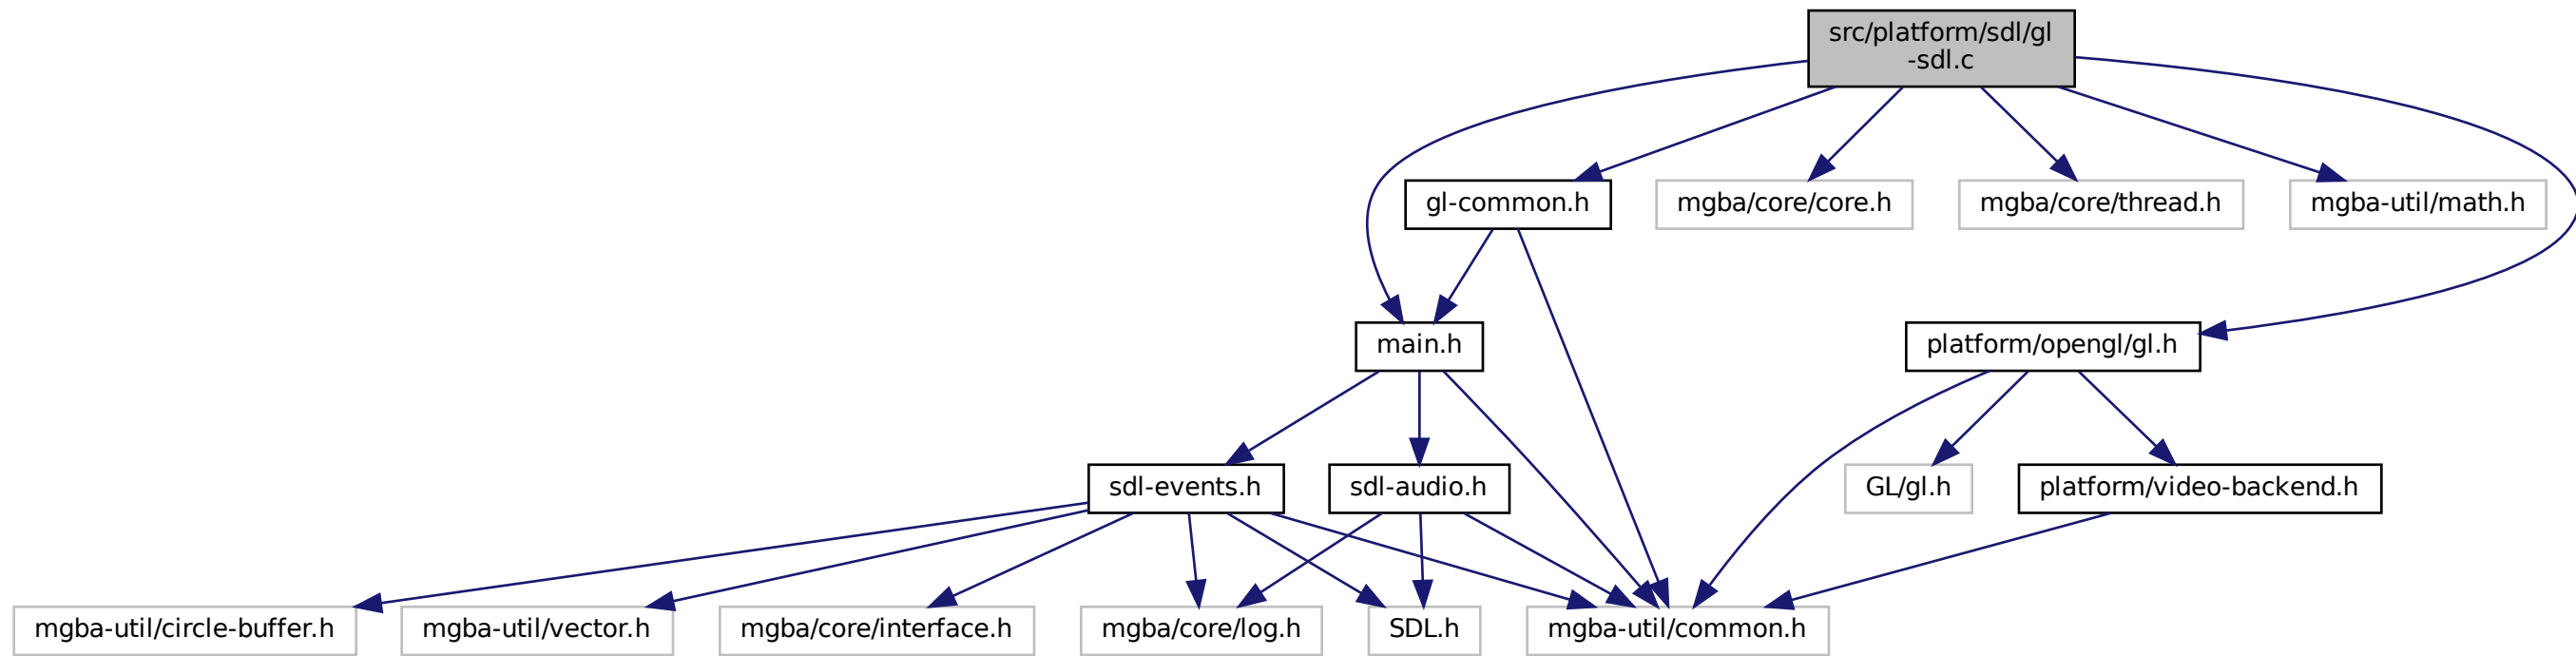 src/platform/sdl/gl
-sdl.c
gl-common.h
mgba/core/core.h
mgba/core/thread.h
mgba-util/math.h
main.h
platform/opengl/gl.h
sdl-events.h
sdl-audio.h
GL/gl.h
platform/video-backend.h
mgba-util/circle-buffer.h
mgba-util/vector.h
mgba/core/interface.h
mgba/core/log.h
SDL.h
mgba-util/common.h